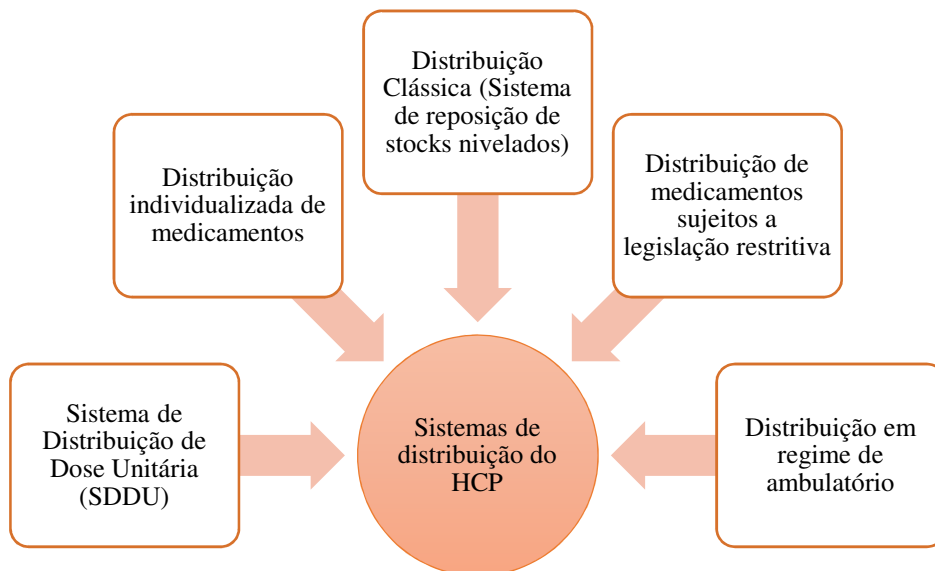 Distribuição
Clássica (Sistema
de reposição de
stocks nivelados)
Distribuição
individualizada de
medicamentos
Distribuição de
medicamentos
sujeitos a
legislação restritiva
Sistema de
Distribuição de
Dose Unitária
(SDDU)
Sistemas de
distribuição do
HCP
Distribuição em
regime de
ambulatório